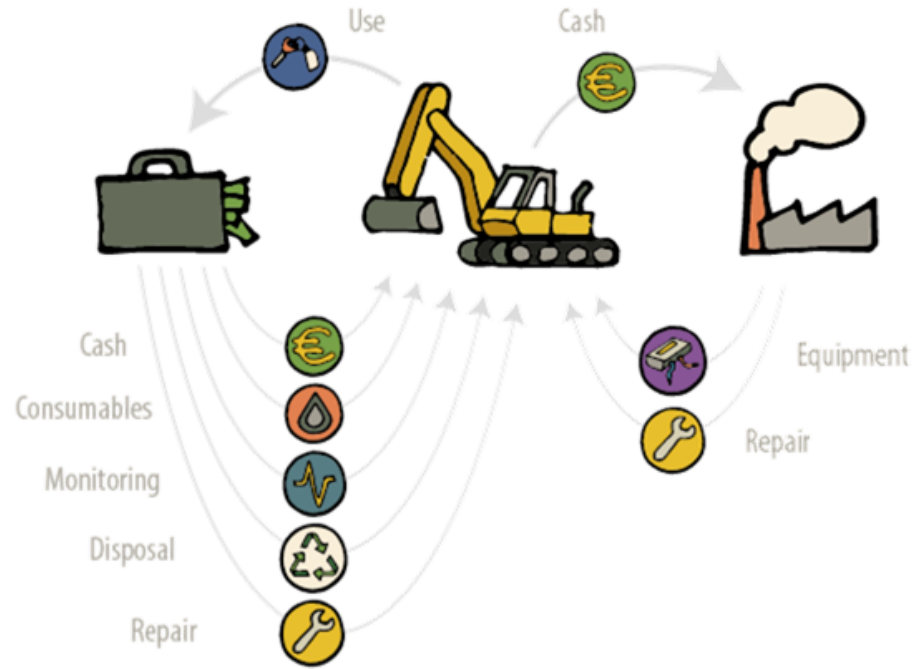 Use
Cash
Cash
Consumables
Monitoring
Disposal
Repair
Equipment
Repair